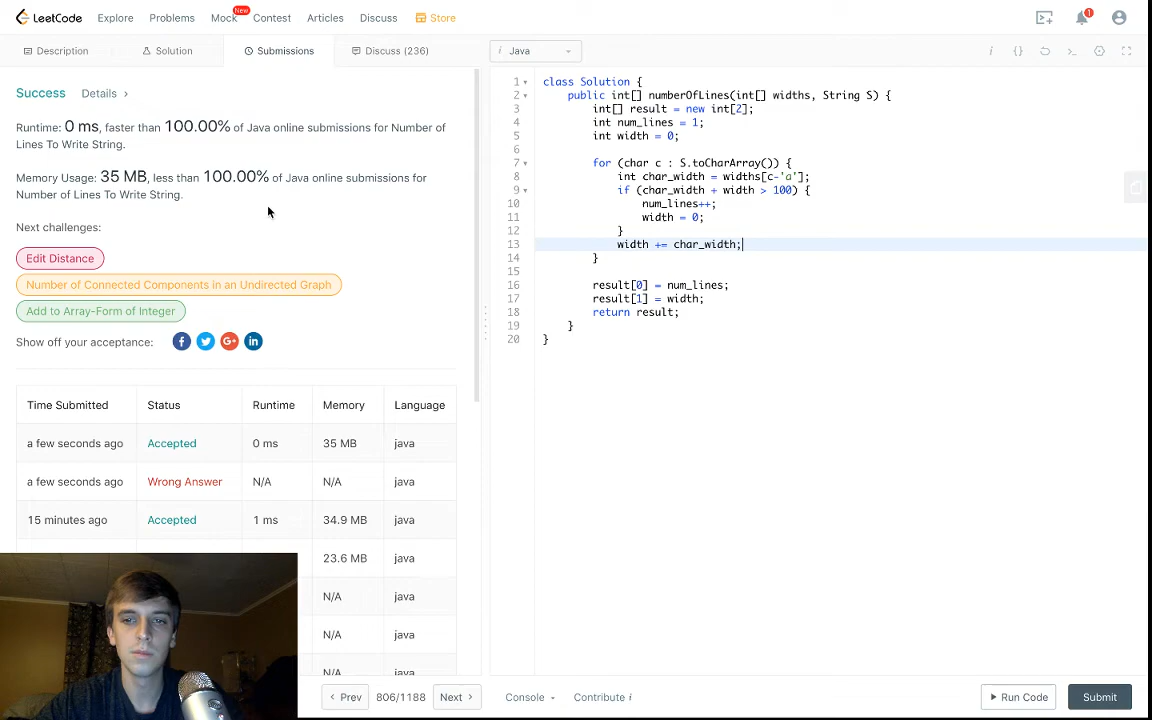 LeetCode
Explore
Problems
Mock
New
Contest
Articles
Discuss
Store
1
Description
Solution
Submissions
Discuss (236)
i Java
Success
Details
Runtime: 0 ms, faster than 100.00% of Java online submissions for Number of
Lines To Write String.
Memory Usage: 35 MB, less than 100.00% of Java online submissions for
Number of Lines To Write String.
Next challenges:
Edit Distance
Number of Connected Components in an Undirected Graph
Add to Array-Form of Integer
Show off your acceptance:
Time Submitted Status Runtime Memory Language
a few seconds ago Accepted 0 ms 35 MB java
a few seconds ago Wrong Answer N/A N/A java
15 minutes ago Accepted 1 ms 34.9 MB java
23.6 MB java
N/A java
N/A java
N/A java
1 class Solution {
2 public int[] numberOfLines(int[] widths, String S) {
3 int[] result = new int[2];
4 int num_lines = 1;
5 int width = 0;
6
7 for (char c : S.toCharArray()) {
8 int char_width = widths[c-'a'];
9 if (char_width + width > 100) {
10 num_lines++;
11 width = 0;
12 }
13 width += char_width;
14 }
15
16 result[0] = num_lines;
17 result[1] = width;
18 return result;
19 }
20 }
Prev
806/1188
Next
Console
Contribute i
Run Code
Submit